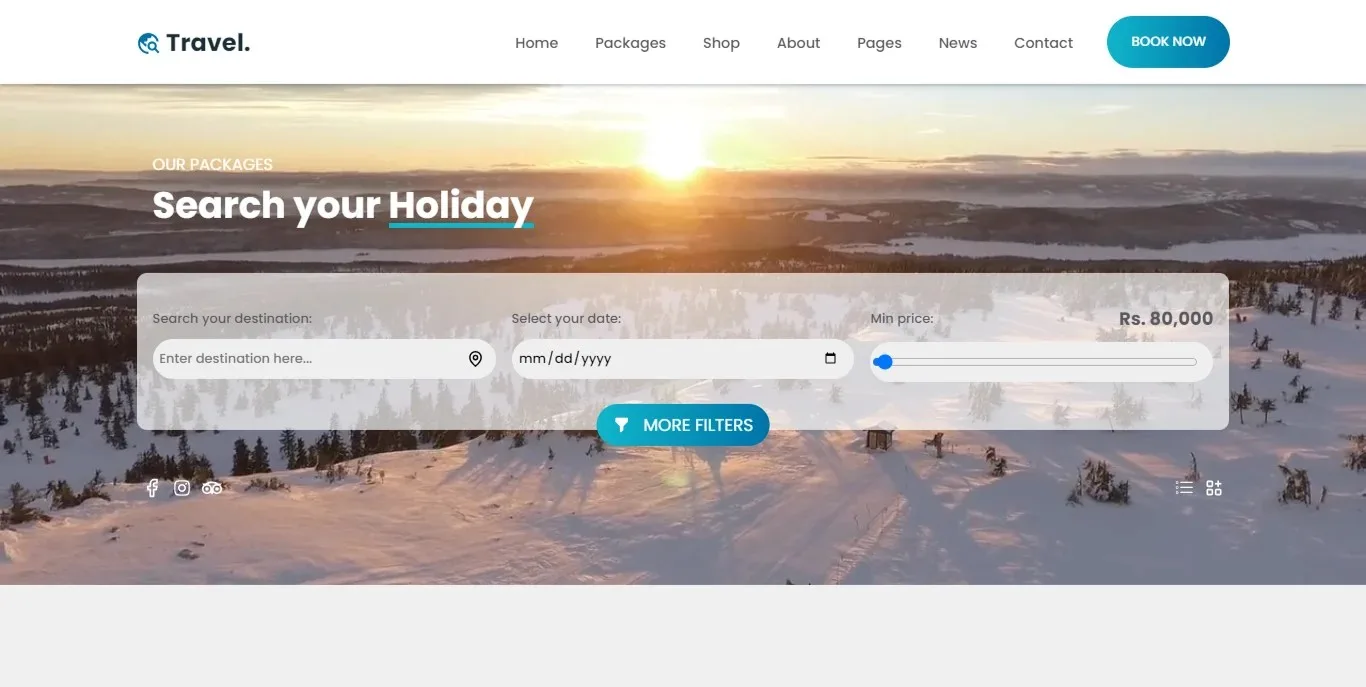 Travel.
Home Packages Shop About Pages News Contact BOOK NOW
OUR PACKAGES
Search your Holiday
Search your destination: Select your date: Min price: Rs. 80,000
Enter destination here... mm/dd/yyyy
MORE FILTERS